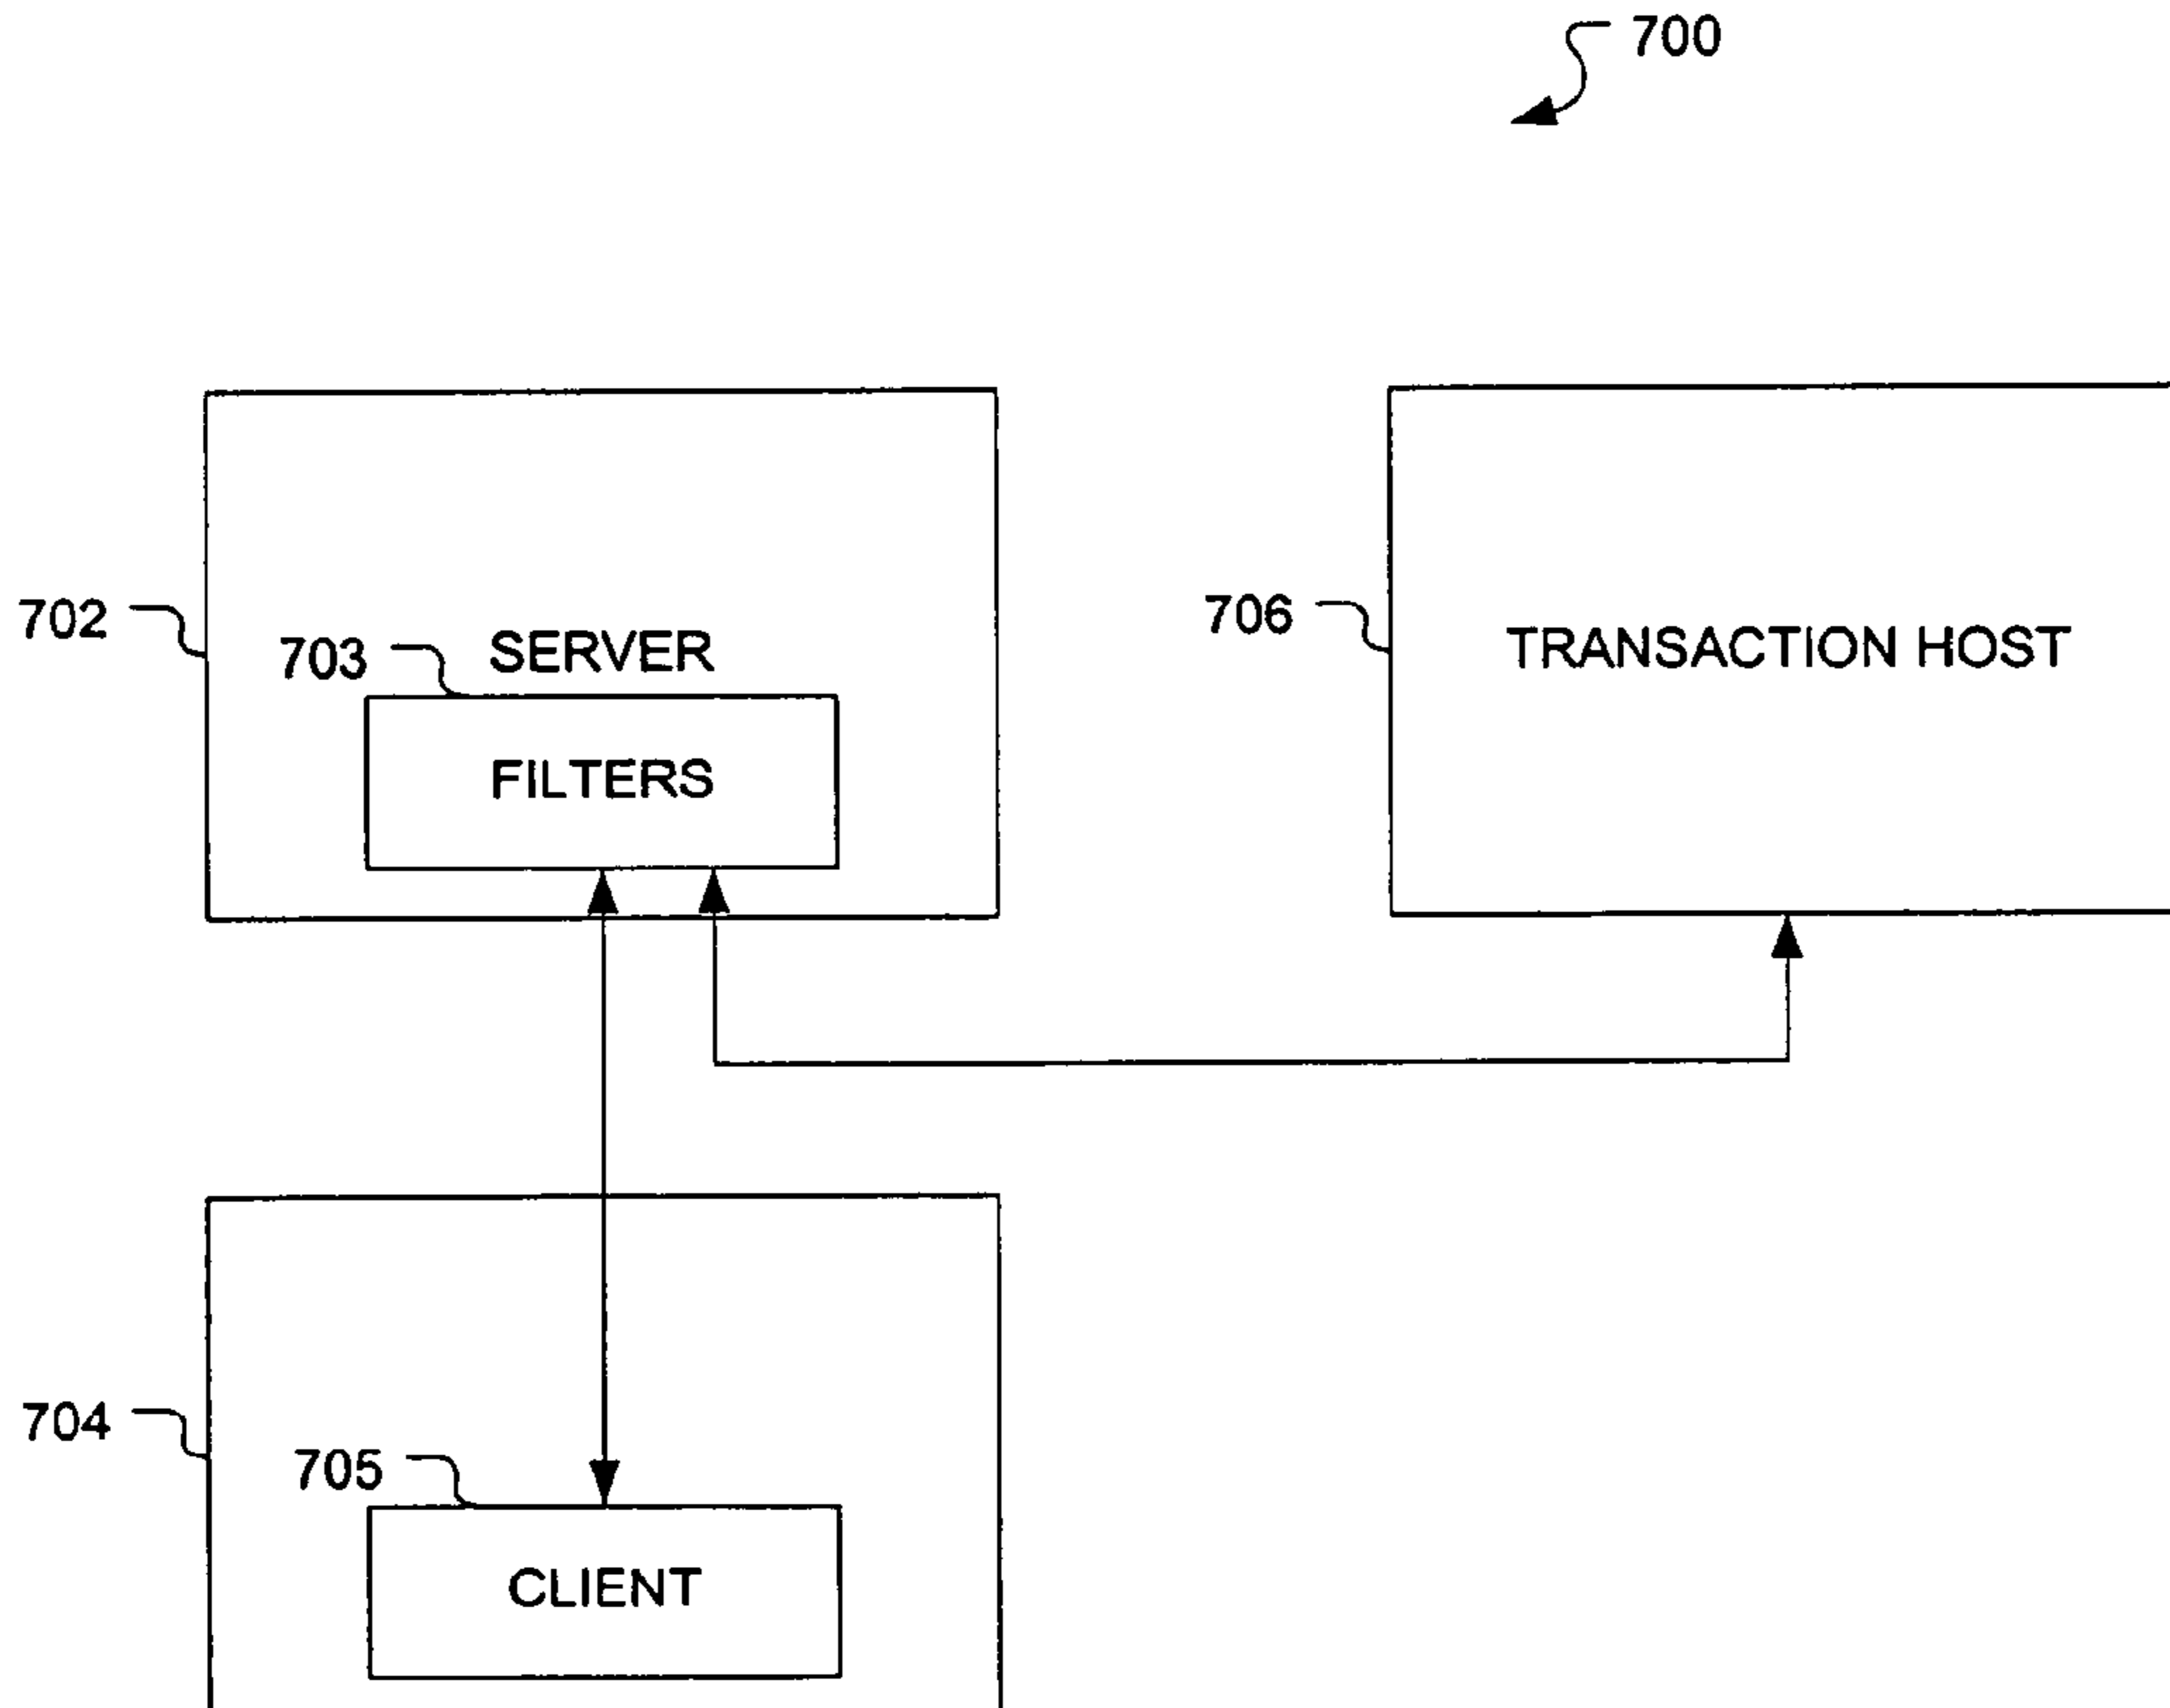 700
702
703
SERVER
FILTERS
706
TRANSACTION HOST
704
705
CLIENT